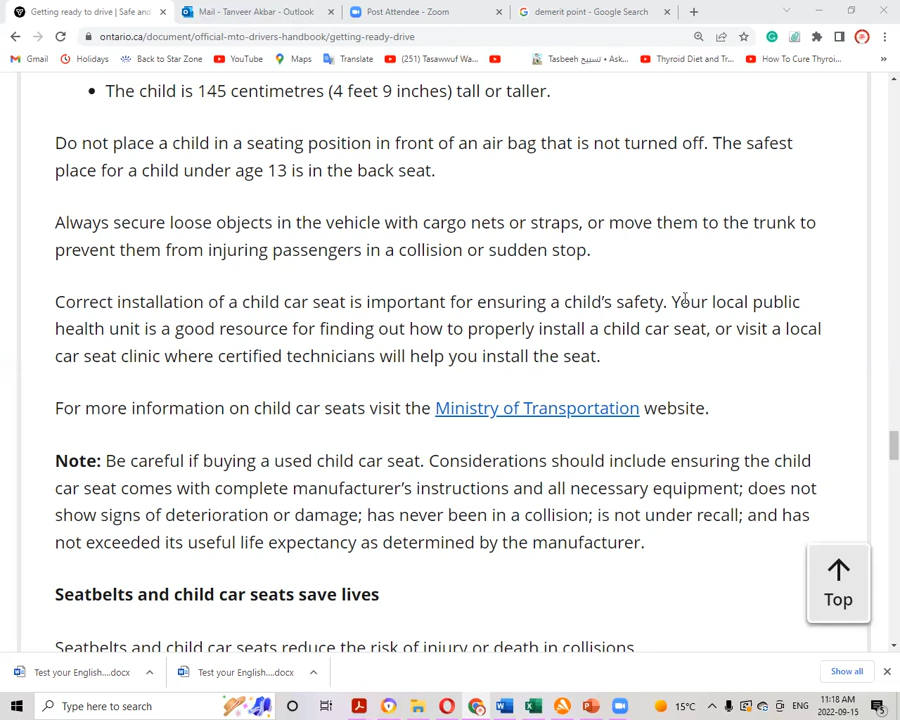 Getting ready to drive | Safe and
Mail - Tanveer Akbar - Outlook
Post Attendee - Zoom
demerit point - Google Search
ontario.ca/document/official-mto-drivers-handbook/getting-ready-drive
Gmail
Holidays
Back to Star Zone
YouTube
Maps
Translate
(251) Tasawwuf Wa...
Tasbeeh تسبیح • Ask...
Thyroid Diet and Tr...
How To Cure Thyroi...
• The child is 145 centimetres (4 feet 9 inches) tall or taller.
Do not place a child in a seating position in front of an air bag that is not turned off. The safest
place for a child under age 13 is in the back seat.
Always secure loose objects in the vehicle with cargo nets or straps, or move them to the trunk to
prevent them from injuring passengers in a collision or sudden stop.
Correct installation of a child car seat is important for ensuring a child's safety. Your local public
health unit is a good resource for finding out how to properly install a child car seat, or visit a local
car seat clinic where certified technicians will help you install the seat.
For more information on child car seats visit the Ministry of Transportation website.
Note: Be careful if buying a used child car seat. Considerations should include ensuring the child
car seat comes with complete manufacturer's instructions and all necessary equipment; does not
show signs of deterioration or damage; has never been in a collision; is not under recall; and has
not exceeded its useful life expectancy as determined by the manufacturer.
Top
Seatbelts and child car seats save lives
Seatbelts and child car seats reduce the risk of injury or death in collisions.
Test your English....docx
Test your English....docx
Show all
Type here to search
15°C
ENG
11:18 AM
2022-09-15
5